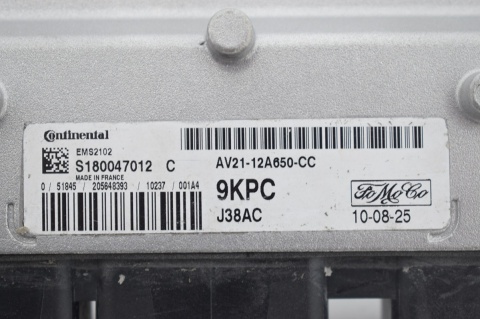 Continental
EMS2102
S180047012 C
MADE IN FRANCE
0 / 51845 / 205648393 / 10237 / 001A4
AV21-12A650-CC
9KPC
J38AC
FoMoCo
10-08-25